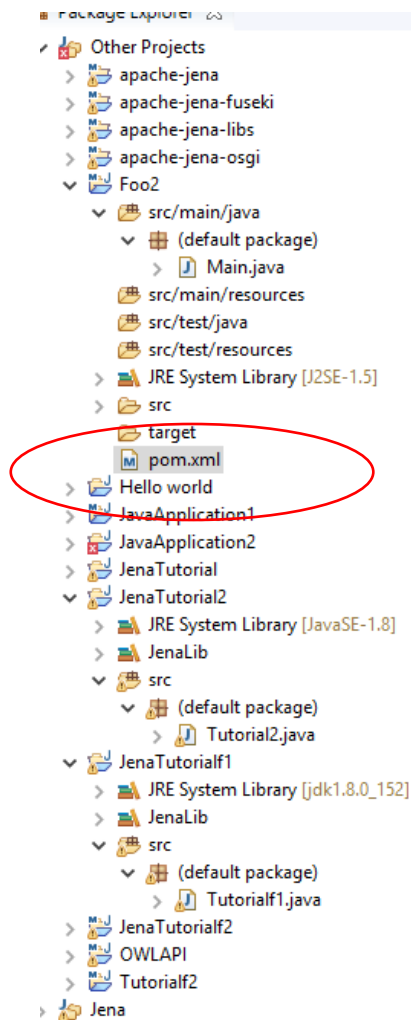 Package Explorer
Other Projects
apache-jena
apache-jena-fuseki
apache-jena-libs
apache-jena-osgi
Foo2
src/main/java
(default package)
Main.java
src/main/resources
src/test/java
src/test/resources
JRE System Library [J2SE-1.5]
src
target
pom.xml
Hello world
JavaApplication1
JavaApplication2
JenaTutorial
JenaTutorial2
JRE System Library [JavaSE-1.8]
JenaLib
src
(default package)
Tutorial2.java
JenaTutorialf1
JRE System Library [jdk1.8.0_152]
JenaLib
src
(default package)
Tutorialf1.java
JenaTutorialf2
OWLAPI
Tutorialf2
Jena